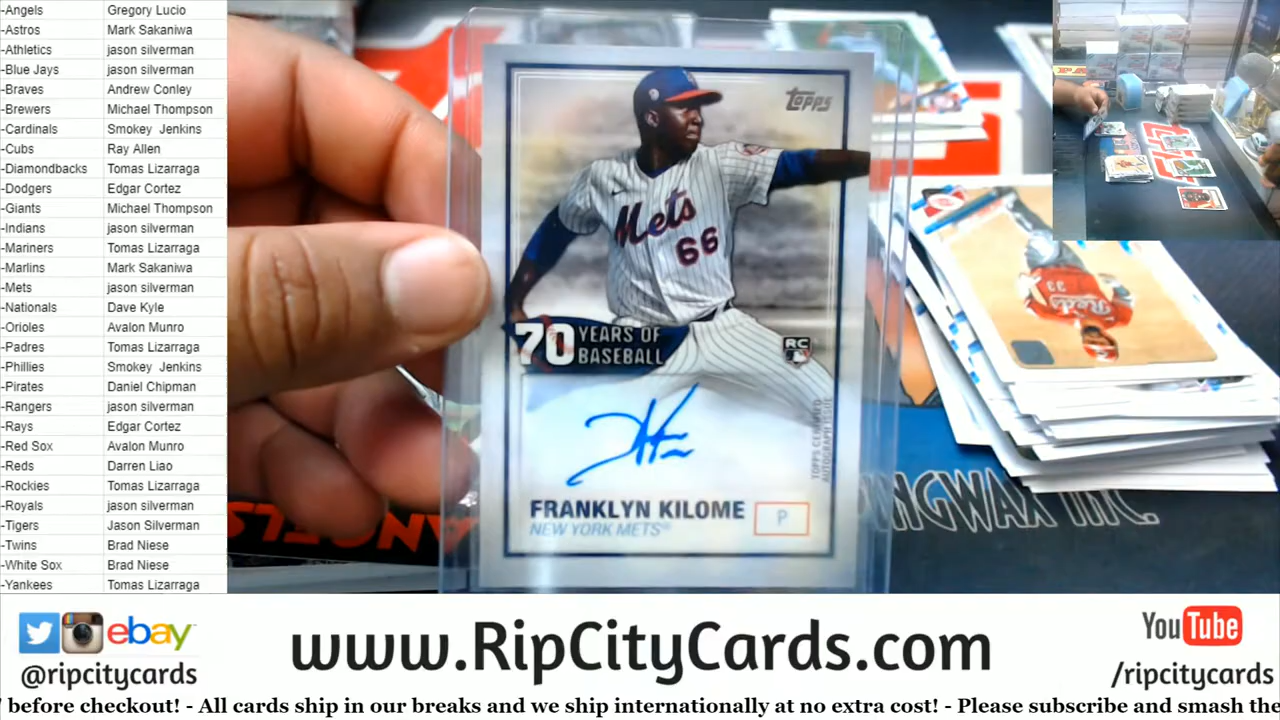 -Angels Gregory Lucio
-Astros Mark Sakaniwa
-Athletics jason silverman
-Blue Jays jason silverman
-Braves Andrew Conley
-Brewers Michael Thompson
-Cardinals Smokey Jenkins
-Cubs Ray Allen
-Diamondbacks Tomas Lizarraga
-Dodgers Edgar Cortez
-Giants Michael Thompson
-Indians jason silverman
-Mariners Tomas Lizarraga
-Marlins Mark Sakaniwa
-Mets jason silverman
-Nationals Dave Kyle
-Orioles Avalon Munro
-Padres Tomas Lizarraga
-Phillies Smokey Jenkins
-Pirates Daniel Chipman
-Rangers jason silverman
-Rays Edgar Cortez
-Red Sox Avalon Munro
-Reds Darren Liao
-Rockies Tomas Lizarraga
-Royals jason silverman
-Tigers Jason Silverman
-Twins Brad Niese
-White Sox Brad Niese
-Yankees Tomas Lizarraga
Topps
Mets
66
70 YEARS OF
BASEBALL
RC
TOPPS CERTIFIED
AUTOGRAPH ISSUE
FRANKLYN KILOME
NEW YORK METS
P
Reds
33
NGWAX INC.
ebay
@ripcitycards
www.RipCityCards.com
YouTube
/ripcitycards
before checkout! - All cards ship in our breaks and we ship internationally at no extra cost! - Please subscribe and smash the